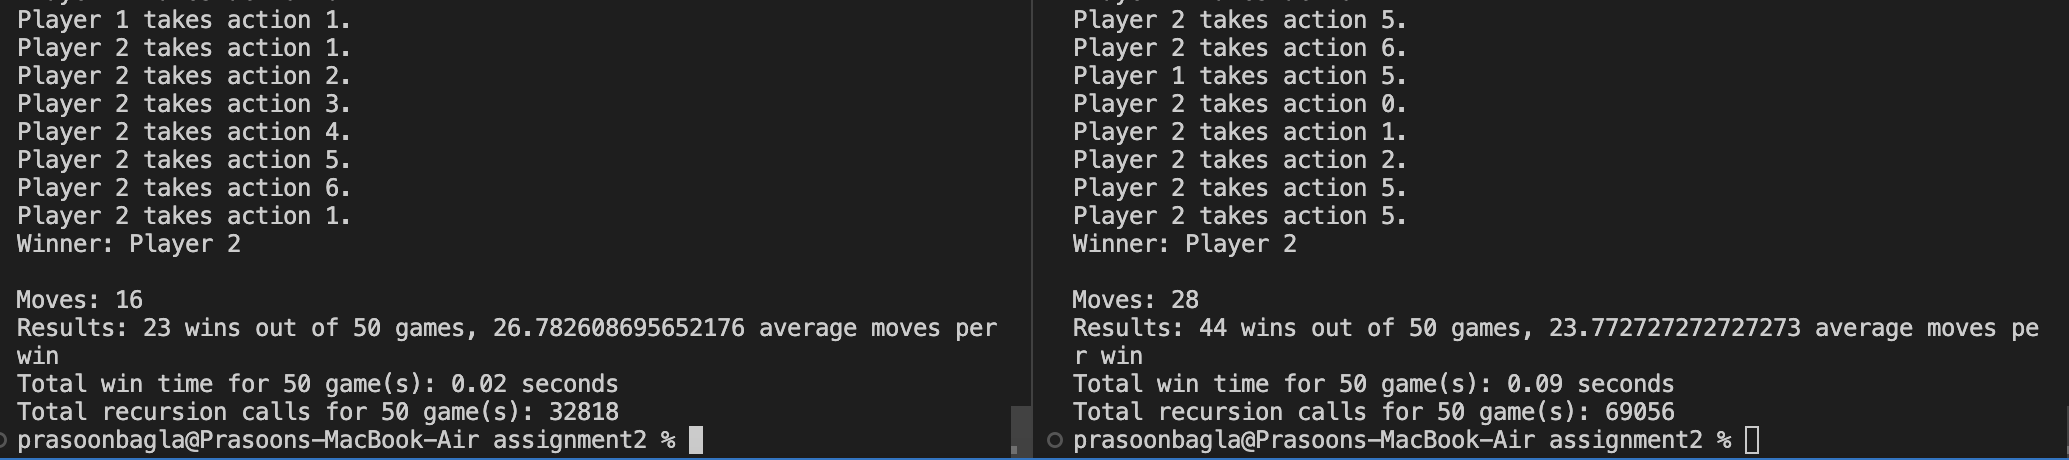 Player 1 takes action 1.
Player 2 takes action 1.
Player 2 takes action 2.
Player 2 takes action 3.
Player 2 takes action 4.
Player 2 takes action 5.
Player 2 takes action 6.
Player 2 takes action 1.
Winner: Player 2
Moves: 16
Results: 23 wins out of 50 games, 26.782608695652176 average moves per
win
Total win time for 50 game(s): 0.02 seconds
Total recursion calls for 50 game(s): 32818
prasoonbagla@Prasoons-MacBook-Air assignment2 %
Player 2 takes action 5.
Player 2 takes action 6.
Player 1 takes action 5.
Player 2 takes action 0.
Player 2 takes action 1.
Player 2 takes action 2.
Player 2 takes action 5.
Player 2 takes action 5.
Winner: Player 2
Moves: 28
Results: 44 wins out of 50 games, 23.772727272727273 average moves pe
r win
Total win time for 50 game(s): 0.09 seconds
Total recursion calls for 50 game(s): 69056
prasoonbagla@Prasoons-MacBook-Air assignment2 %